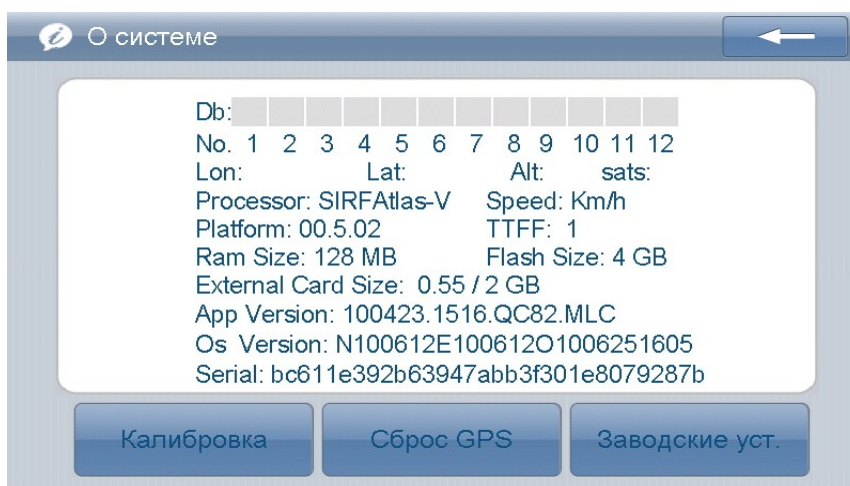 О системе
Db:
No. 1 2 3 4 5 6 7 8 9 10 11 12
Lon: Lat: Alt: sats:
Processor: SIRFAtlas-V Speed: Km/h
Platform: 00.5.02 TTFF: 1
Ram Size: 128 MB Flash Size: 4 GB
External Card Size: 0.55 / 2 GB
App Version: 100423.1516.QC82.MLC
Os Version: N100612E100612O1006251605
Serial: bc611e392b63947abb3f301e8079287b
Калибровка Сброс GPS Заводские уст.